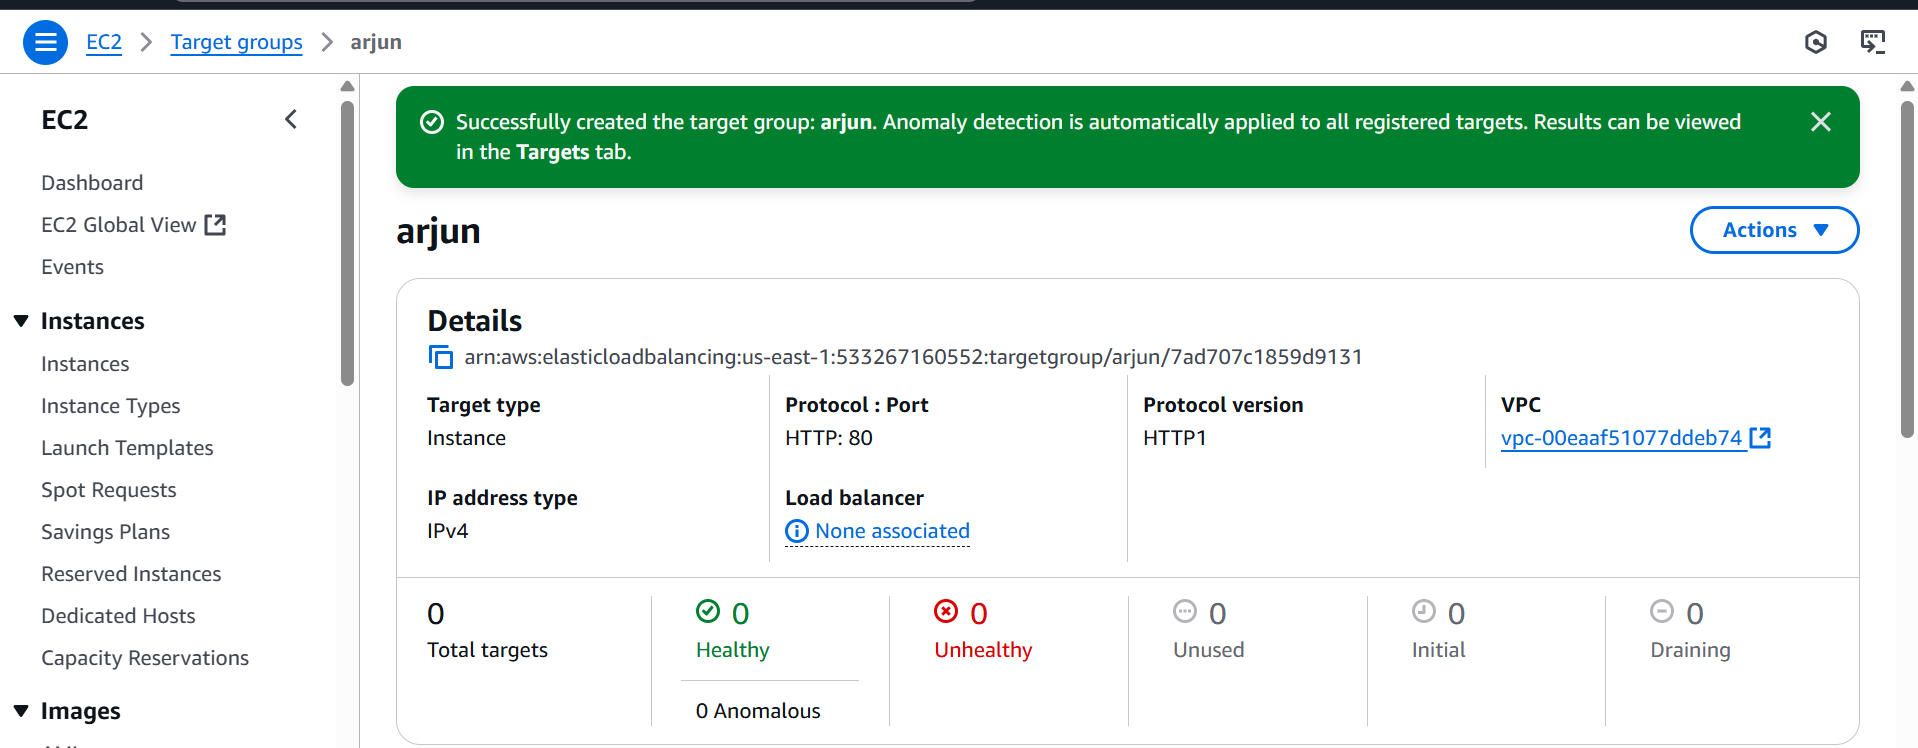 EC2 > Target groups > arjun
EC2
Dashboard
EC2 Global View
Events
Instances
Instances
Instance Types
Launch Templates
Spot Requests
Savings Plans
Reserved Instances
Dedicated Hosts
Capacity Reservations
Images
Successfully created the target group: arjun. Anomaly detection is automatically applied to all registered targets. Results can be viewed
in the Targets tab.
arjun
Actions
Details
arn:aws:elasticloadbalancing:us-east-1:533267160552:targetgroup/arjun/7ad707c1859d9131
Target type
Instance
Protocol : Port
HTTP: 80
Protocol version
HTTP1
VPC
vpc-00eaaf51077ddeb74
IP address type
IPv4
Load balancer
None associated
0
Total targets
0
Healthy
0 Anomalous
0
Unhealthy
0
Unused
0
Initial
0
Draining